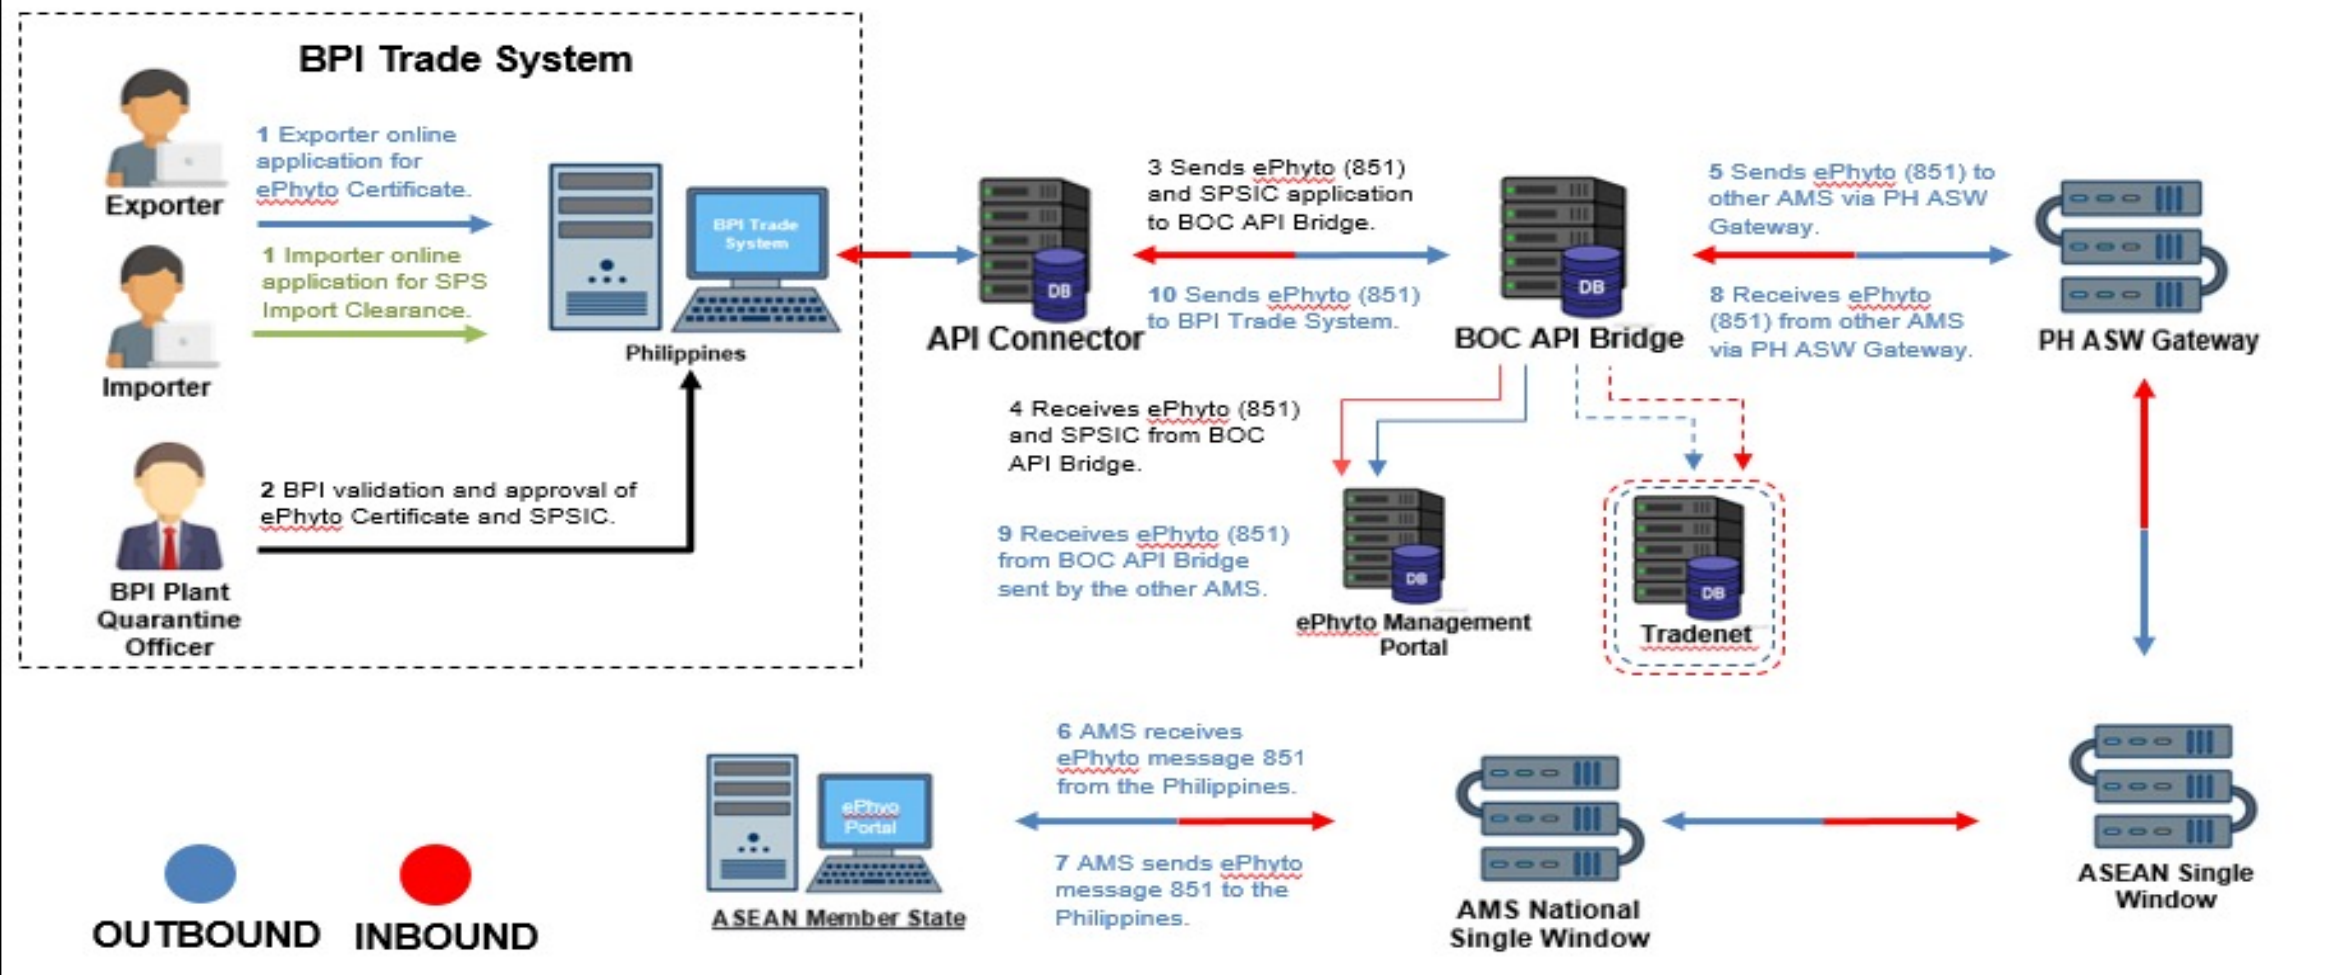 BPI Trade System
1 Exporter online
application for
ePhyto Certificate.
Exporter
1 Importer online
application for SPS
Import Clearance.
Importer
BPI Trade
System
Philippines
2 BPI validation and approval of
ePhyto Certificate and SPSIC.
BPI Plant
Quarantine
Officer
DB
API Connector
3 Sends ePhyto (851)
and SPSIC application
to BOC API Bridge.
10 Sends ePhyto (851)
to BPI Trade System.
DB
BOC API Bridge
5 Sends ePhyto (851) to
other AMS via PH ASW
Gateway.
8 Receives ePhyto
(851) from other AMS
via PH ASW Gateway.
PH ASW Gateway
4 Receives ePhyto (851)
and SPSIC from BOC
API Bridge.
9 Receives ePhyto (851)
from BOC API Bridge
sent by the other AMS.
DB
ePhyto Management
Portal
DB
Tradenet
6 AMS receives
ePhyto message 851
from the Philippines.
7 AMS sends ePhyto
message 851 to the
Philippines.
ePhyo
Portal
ASEAN Member State
AMS National
Single Window
ASEAN Single
Window
OUTBOUND
INBOUND